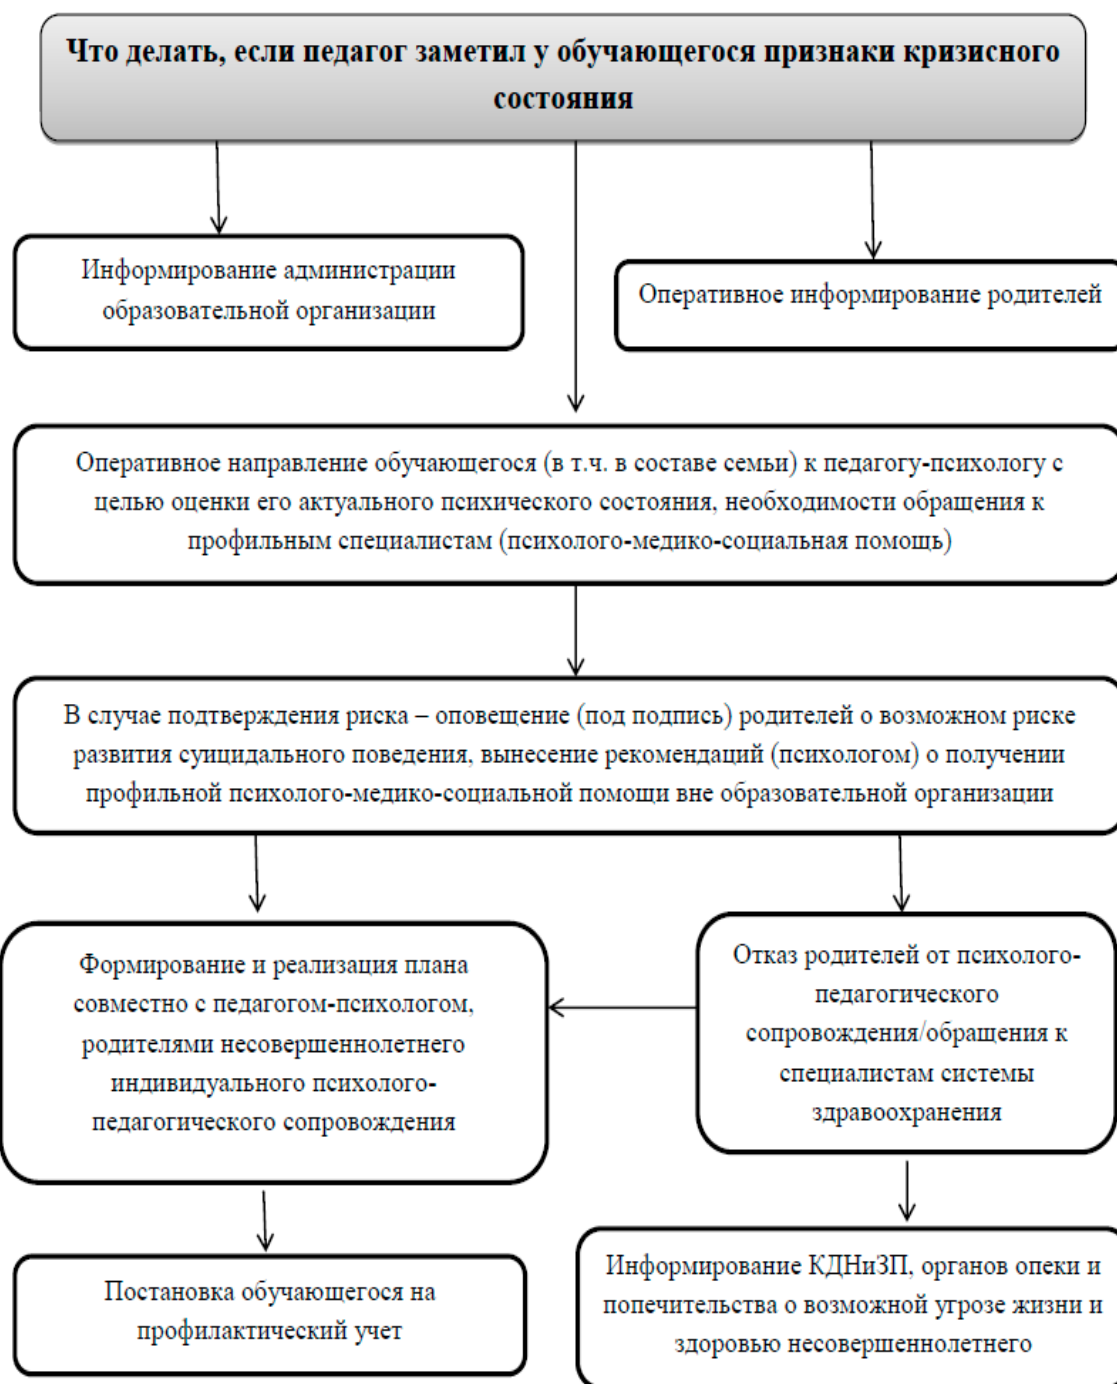 Что делать, если педагог заметил у обучающегося признаки кризисного
состояния
Информирование администрации
образовательной организации
Оперативное информирование родителей
Оперативное направление обучающегося (в т.ч. в составе семьи) к педагогу-психологу с
целью оценки его актуального психического состояния, необходимости обращения к
профильным специалистам (психолого-медико-социальная помощь)
В случае подтверждения риска – оповещение (под подпись) родителей о возможном риске
развития суицидального поведения, вынесение рекомендаций (психологом) о получении
профильной психолого-медико-социальной помощи вне образовательной организации
Формирование и реализация плана
совместно с педагогом-психологом,
родителями несовершеннолетнего
индивидуального психолого-
педагогического сопровождения
Отказ родителей от психолого-
педагогического
сопровождения/обращения к
специалистам системы
здравоохранения
Постановка обучающегося на
профилактический учет
Информирование КДНиЗП, органов опеки и
попечительства о возможной угрозе жизни и
здоровью несовершеннолетнего